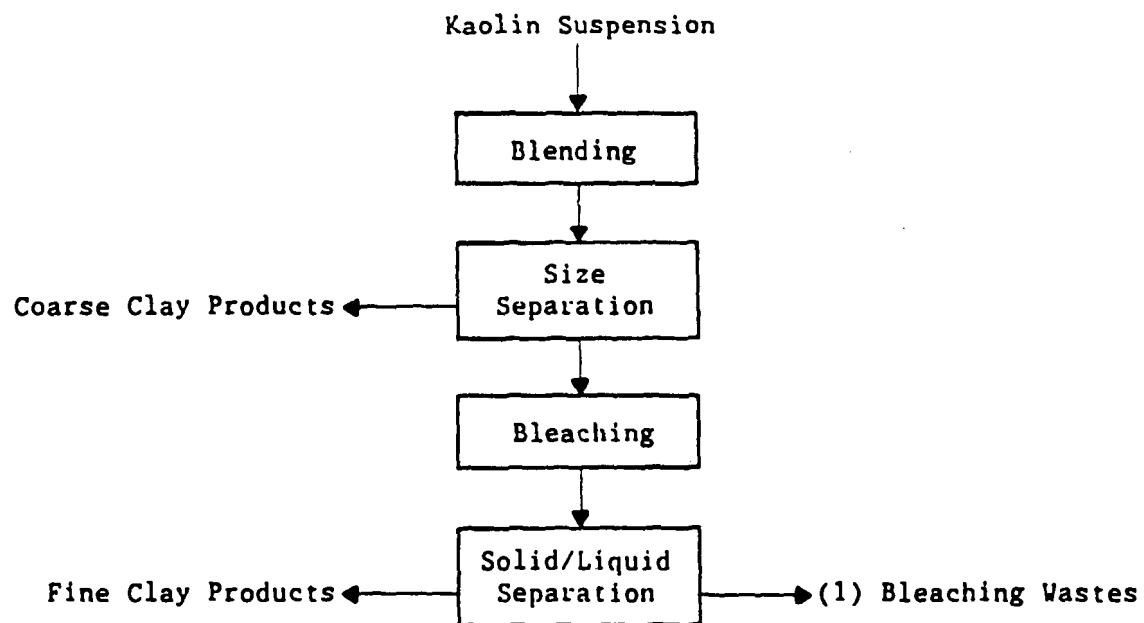 Kaolin Suspension
Blending
Size
Separation
Coarse Clay Products
Bleaching
Solid/Liquid
Separation
Fine Clay Products
(1) Bleaching Wastes